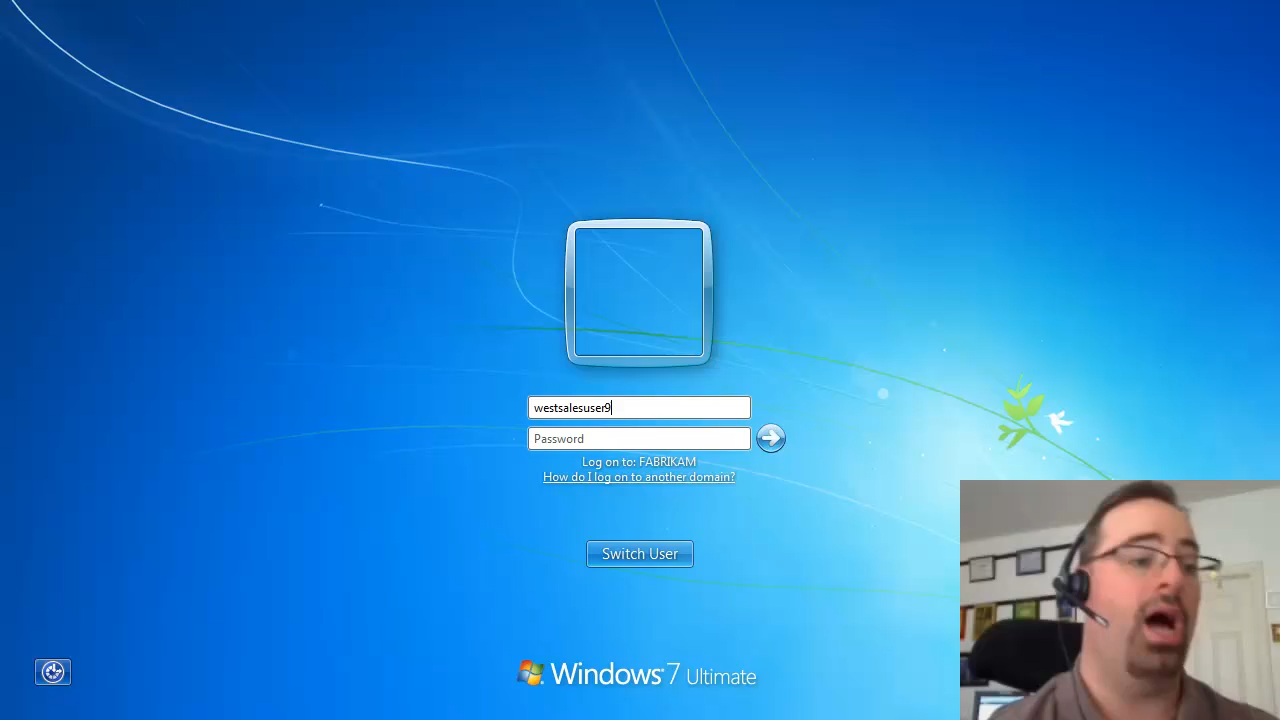 westsalesuser9
Password
Log on to: FABRIKAM
How do I log on to another domain?
Switch User
Windows 7 Ultimate